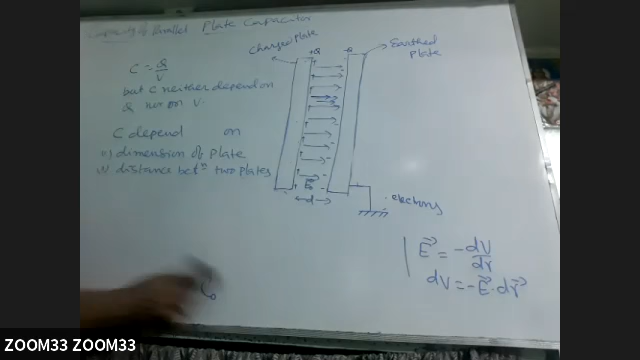 Capacity of Parallel Plate Capacitor
C = Q/V
but C neither depend on
Q nor on V.
C depend on
i) dimension of Plate
ii) distance betn two Plates
Charged Plate
+Q
-Q
Earthed
Plate
E
d
electrons
E⃗ = -dV/dr⃗
dV = -E⃗ · dr⃗
ZOOM33 ZOOM33